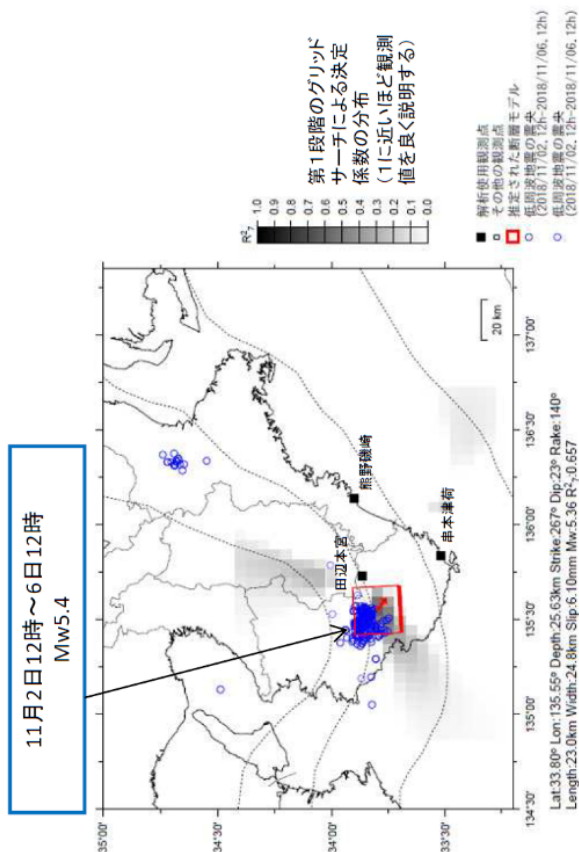 11月2日12時～6日12時
Mw5.4
35°00'
34°30'
34°00'
33°30'
134°30'
135°00'
135°30'
136°00'
136°30'
137°00'
田辺本宮
熊野磯崎
串本津荷
20 km
R²₇
1.0
0.9
0.8
0.7
0.6
0.5
0.4
0.3
0.2
0.1
0.0
第1段階のグリッド
サーチによる決定
係数の分布
(1に近いほど観測
値を良く説明する)
解析使用観測点
その他の観測点
推定された断層モデル
低周波地震の震央
(2018/11/02, 12h-2018/11/06, 12h)
低周波地震の震央
(2018/11/02, 12h-2018/11/06, 12h)
Lat:33.80° Lon:135.55° Depth:25.63km Strike:267° Dip:23° Rake:140°
Length:23.0km Width:24.8km Slip:6.10mm Mw:5.36 R²₇:0.657